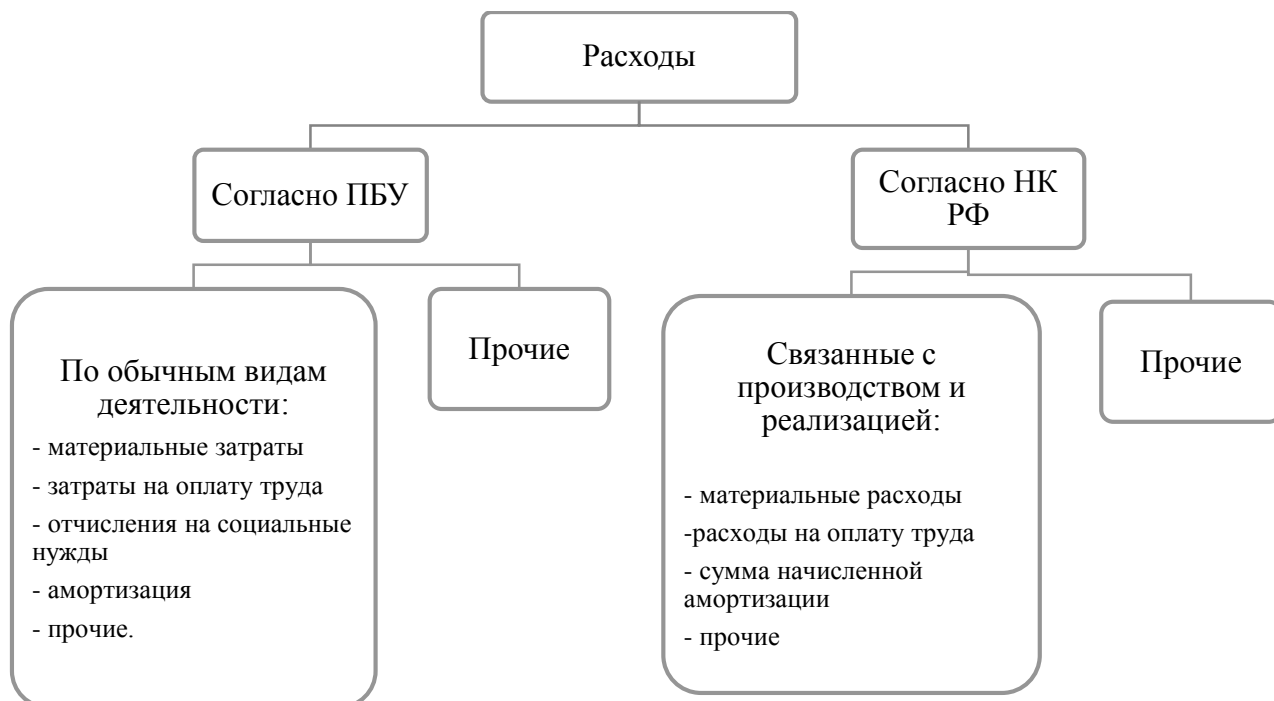 Расходы
Согласно ПБУ
Согласно НК
РФ
По обычным видам
деятельности:
- материальные затраты
- затраты на оплату труда
- отчисления на социальные
нужды
- амортизация
- прочие.
Прочие
Связанные с
производством и
реализацией:
- материальные расходы
-расходы на оплату труда
- сумма начисленной
амортизации
- прочие
Прочие